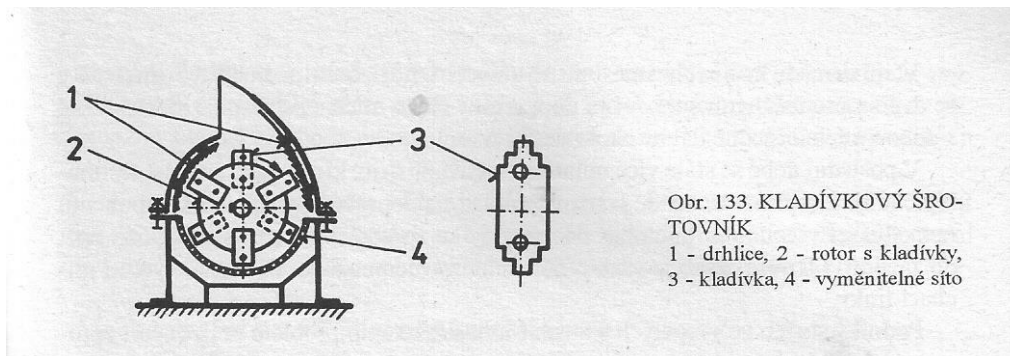 1
2
3
4
Obr. 133. KLADÍVKOVÝ ŠRO-
TOVNÍK
1 - drhlice, 2 - rotor s kladívky,
3 - kladívka, 4 - vyměnitelné síto